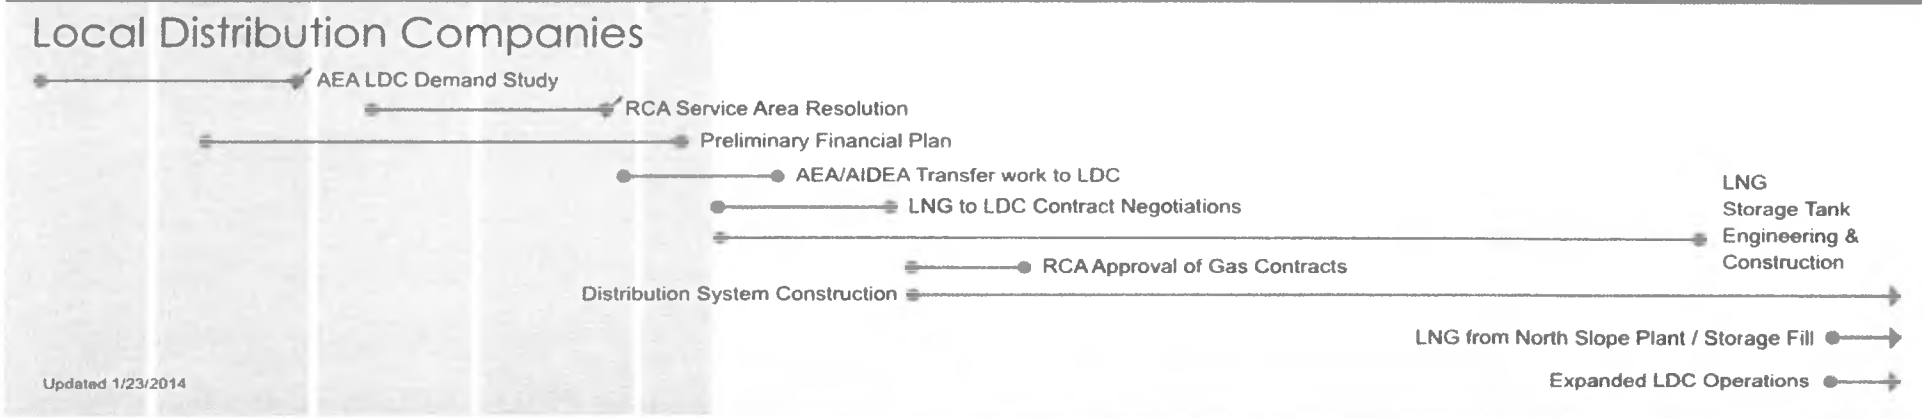 Local Distribution Companies
AEA LDC Demand Study
RCA Service Area Resolution
Preliminary Financial Plan
AEA/AIDEA Transfer work to LDC
LNG to LDC Contract Negotiations
LNG
Storage Tank
Engineering &
Construction
RCA Approval of Gas Contracts
Distribution System Construction
LNG from North Slope Plant / Storage Fill
Expanded LDC Operations
Updated 1/23/2014